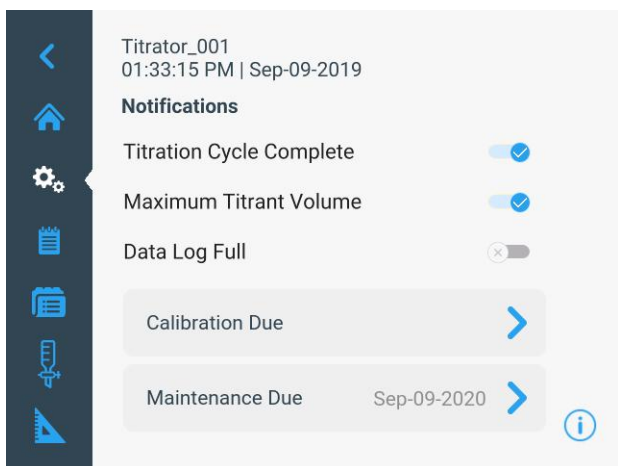 Titrator_001
01:33:15 PM | Sep-09-2019
Notifications
Titration Cycle Complete
Maximum Titrant Volume
Data Log Full
Calibration Due
Maintenance Due Sep-09-2020